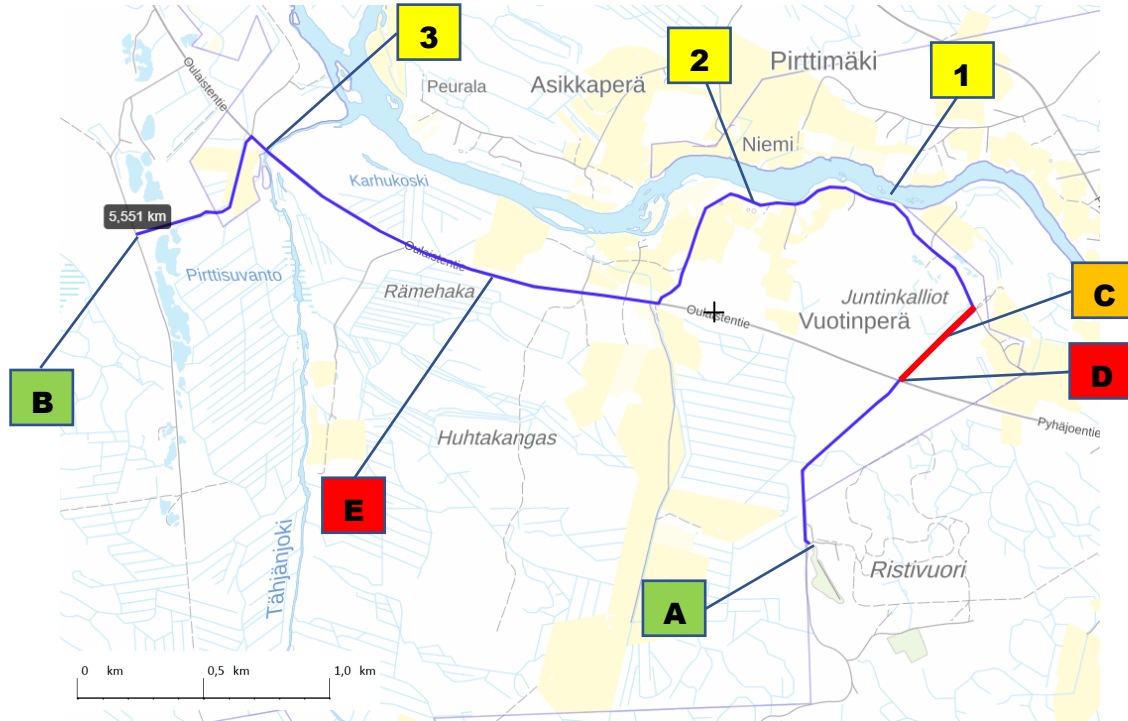 3
2
Pirttimäki
1
Oulaistentie
Peurala
Asikkaperä
Niemi
Karhukoski
5,551 km
Oulaistentie
Pirttisuvanto
Rämehaka
Juntinkalliot
C
Oulaistentie
Vuotinperä
D
B
Huhtakangas
Pyhäjoentie
E
Tähjänjoki
Ristivuori
A
0 km 0,5 km 1,0 km